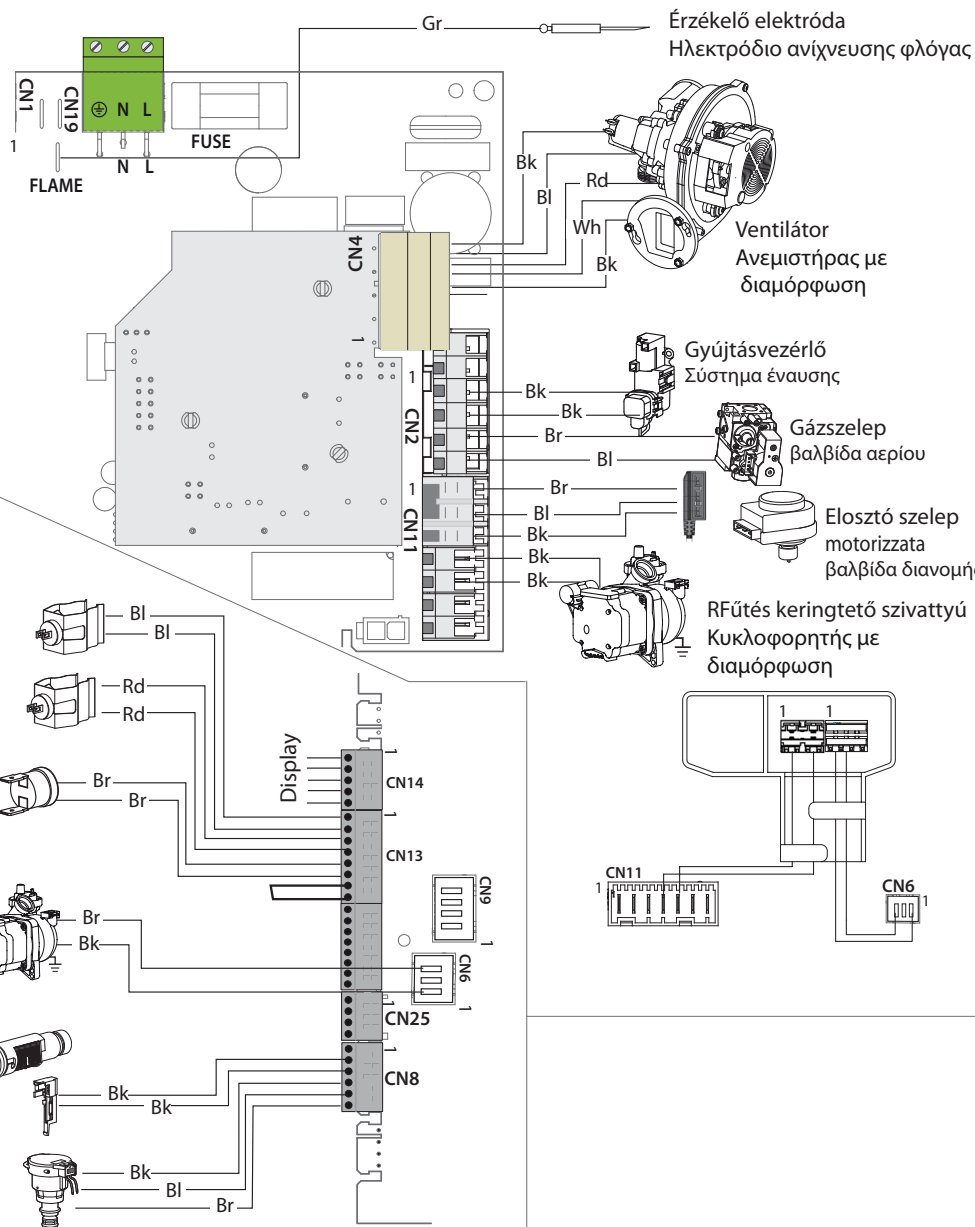 Gr
Érzékelő elektróda
Ηλεκτρόδιο ανίχνευσης φλόγας
CN1
1
CN19
N L
FUSE
N L
FLAME
Bk
Bl
Rd
Wh
Bk
Ventilátor
Ανεμιστήρας με
διαμόρφωση
CN4
1
Gyújtásvezérlő
Σύστημα έναυσης
1
CN2
Bk
Bk
Br
Bl
Gázszelep
βαλβίδα αερίου
1
CN11
Br
Bl
Bk
Bk
Bk
Elosztó szelep
motorizzata
βαλβίδα διανομής
RFűtés keringtető szivattyú
Κυκλοφορητής με
διαμόρφωση
Bl
Bl
Rd
Rd
Br
Br
Display
1
CN14
1
CN13
CN9
1
CN6
1
Br
Bk
1
CN25
1
CN8
Bk
Bk
Bk
Bl
Br
1
1
CN11
1
CN6
1